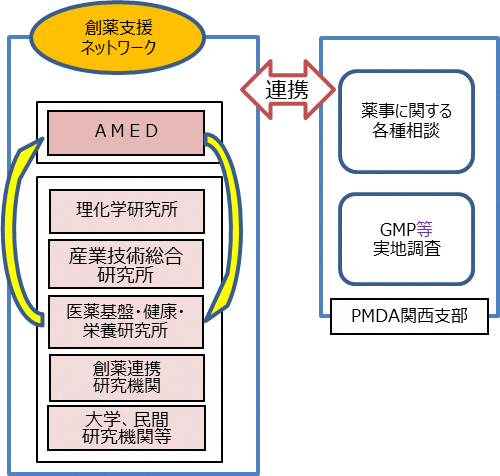 創薬支援
ネットワーク
AMED
理化学研究所
産業技術総合
研究所
医薬基盤・健康・
栄養研究所
創薬連携
研究機関
大学、民間
研究機関等
連携
薬事に関する
各種相談
GMP等
実地調査
PMDA関西支部